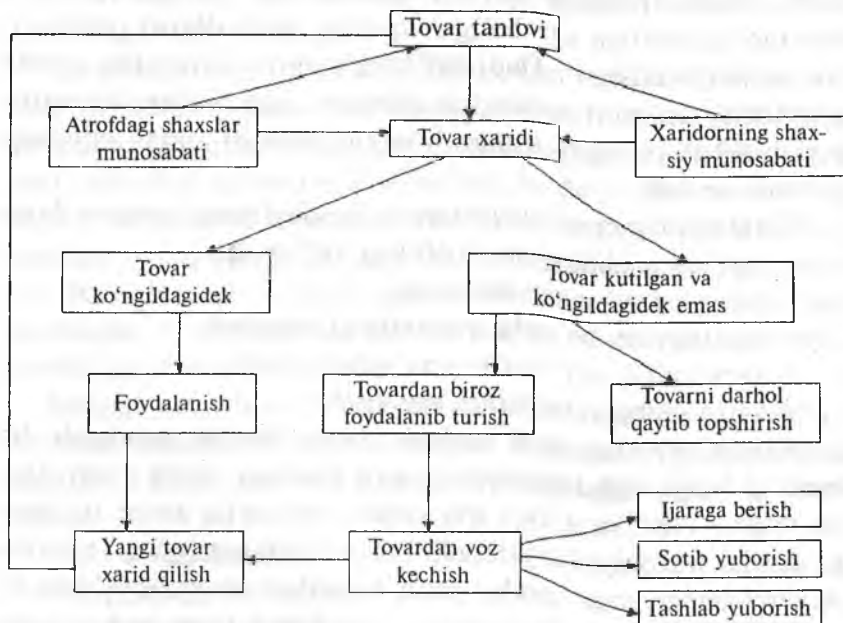 Tovar tanlovi
Atrofdagi shaxslar
munosabati
Tovar xaridi
Xaridorning shax-
siy munosabati
Tovar
ko‘ngildagidek
Tovar kutilgan va
ko‘ngildagidek emas
Foydalanish
Tovardan biroz
foydalanib turish
Tovarni darhol
qaytib topshirish
Yangi tovar
xarid qilish
Tovardan voz
kechish
Ijaraga berish
Sotib yuborish
Tashlab yuborish